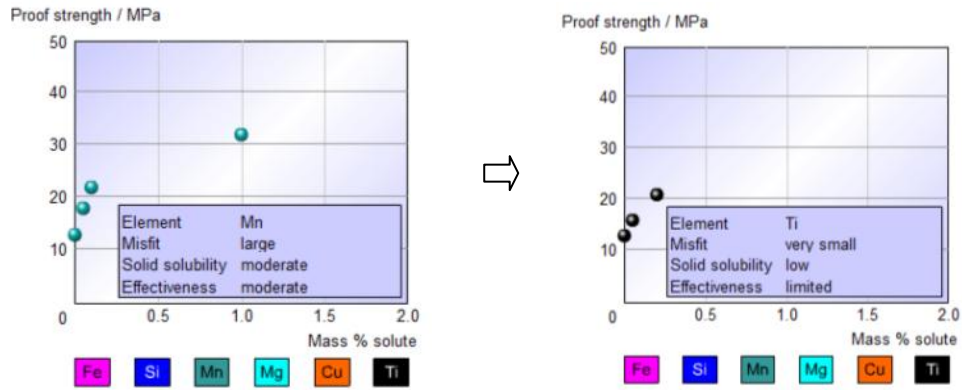 Proof strength / MPa
50
40
30
20
10
0
0.5
1.0
1.5
2.0
Mass % solute
Element Mn
Misfit large
Solid solubility moderate
Effectiveness moderate
Fe Si Mn Mg Cu Ti
Proof strength / MPa
50
40
30
20
10
0
0.5
1.0
1.5
2.0
Mass % solute
Element Ti
Misfit very small
Solid solubility low
Effectiveness limited
Fe Si Mn Mg Cu Ti